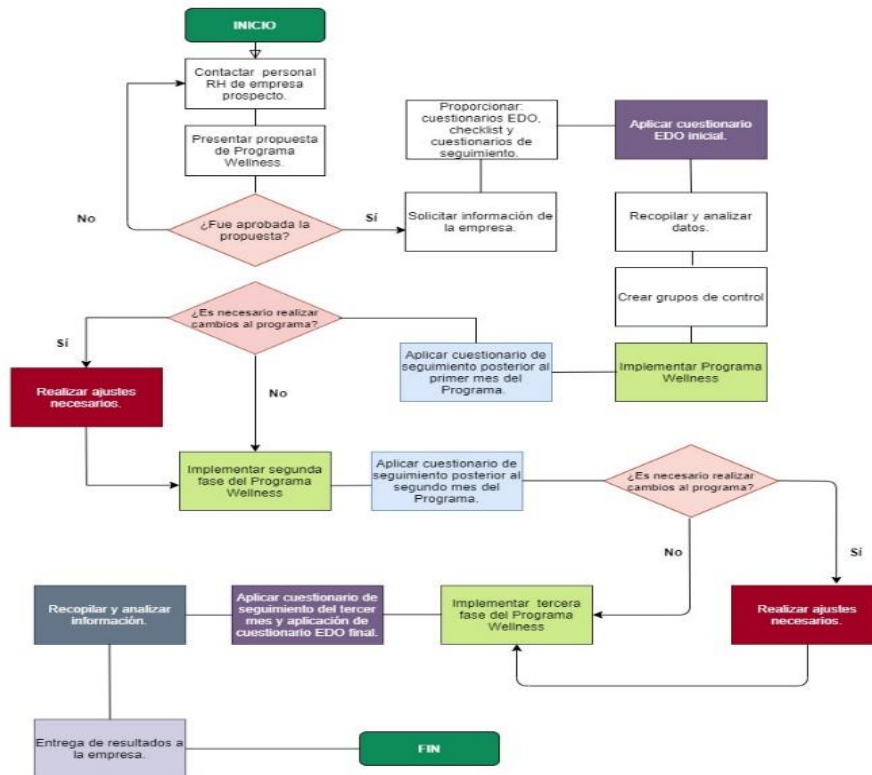 INICIO
Contactar personal
RH de empresa
prospecto.
Presentar propuesta
de Programa
Wellness.
¿Fue aprobada la
propuesta?
No
Sí
Solicitar información de
la empresa.
Proporcionar:
cuestionarios EDO,
checklist y
cuestionarios de
seguimiento.
Aplicar cuestionario
EDO inicial.
Recopilar y analizar
datos.
Crear grupos de control
Implementar Programa
Wellness
Aplicar cuestionario de
seguimiento posterior al
primer mes del
Programa.
¿Es necesario realizar
cambios al programa?
Sí
No
Realizar ajustes
necesarios.
Implementar segunda
fase del Programa
Wellness
Aplicar cuestionario de
seguimiento posterior al
segundo mes del
Programa.
¿Es necesario realizar
cambios al programa?
No
Sí
Realizar ajustes
necesarios.
Implementar tercera
fase del Programa
Wellness
Aplicar cuestionario de
seguimiento del tercer
mes y aplicación de
cuestionario EDO final.
Recopilar y analizar
información.
Entrega de resultados a
la empresa.
FIN